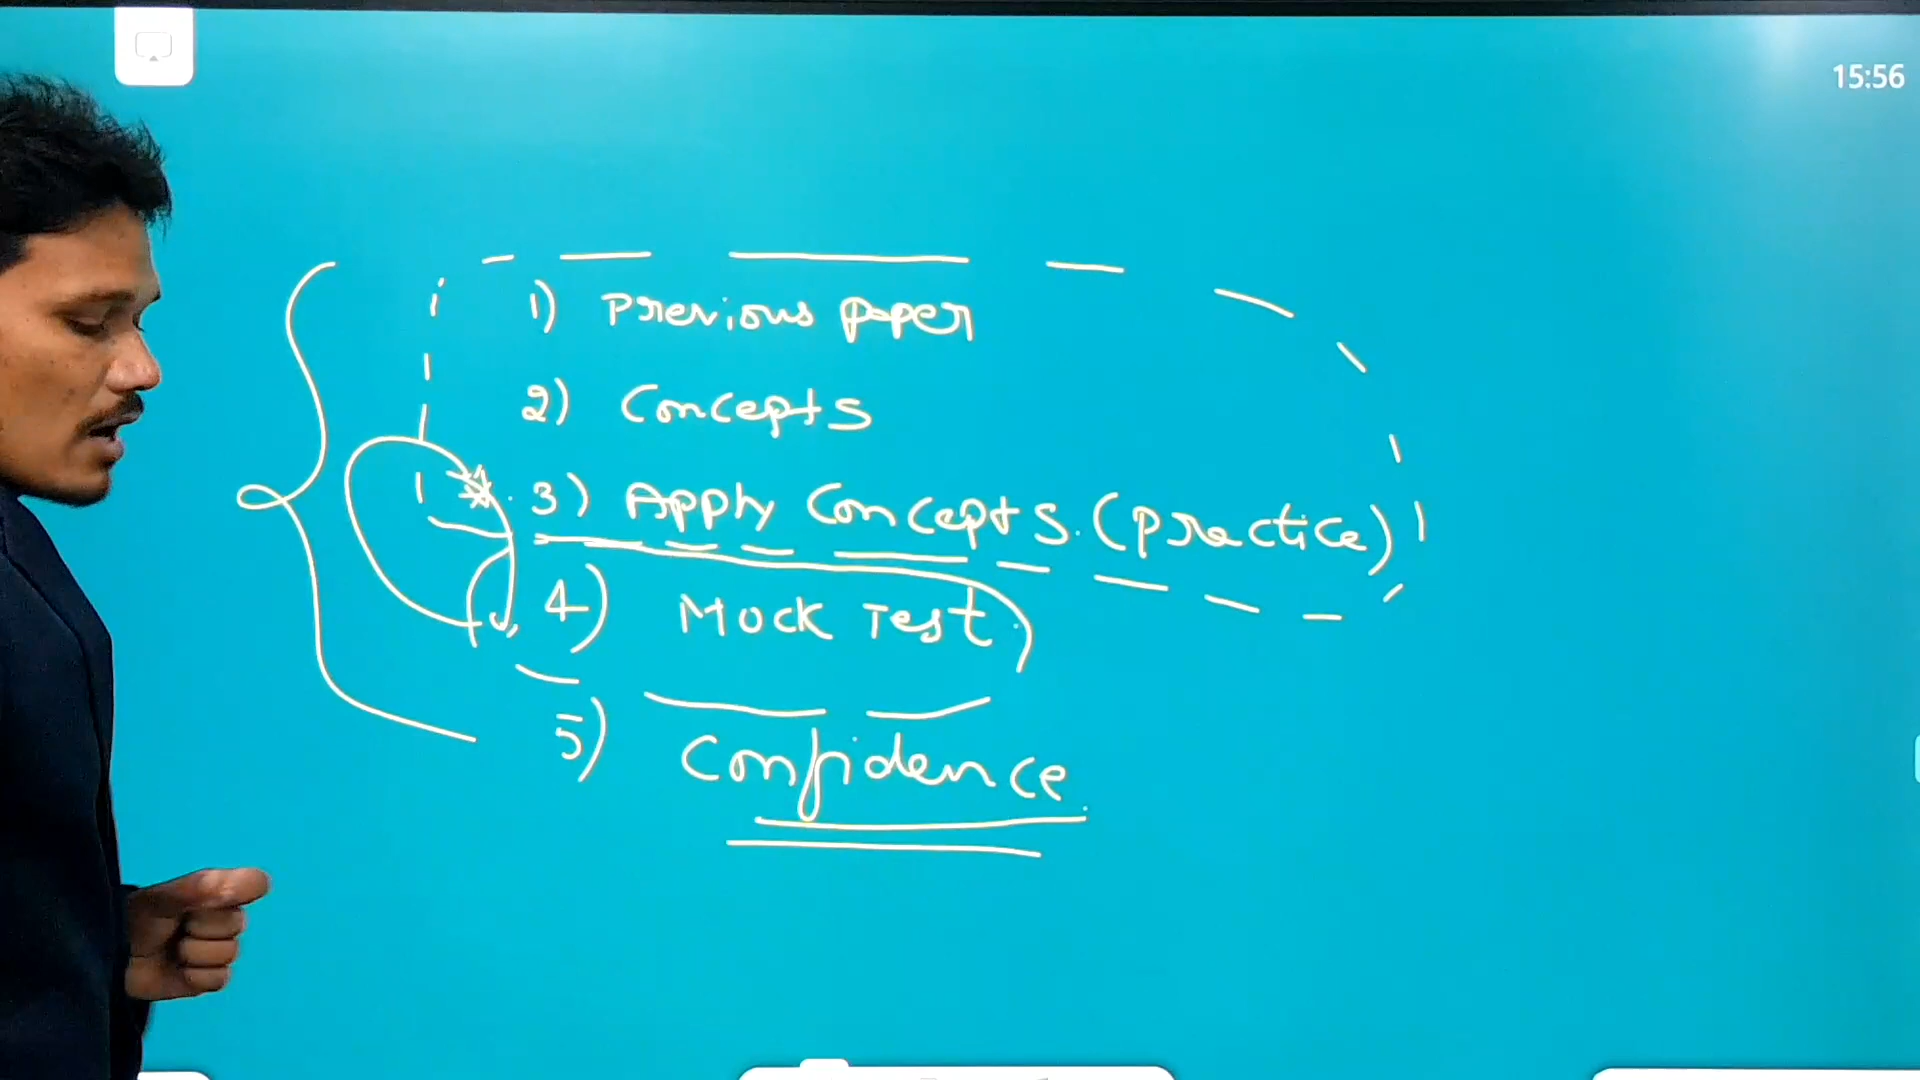 15:56
1) Previous paper
2) Concepts
3) Apply Concepts. (practice)
4) Mock Test.
5) Confidence.